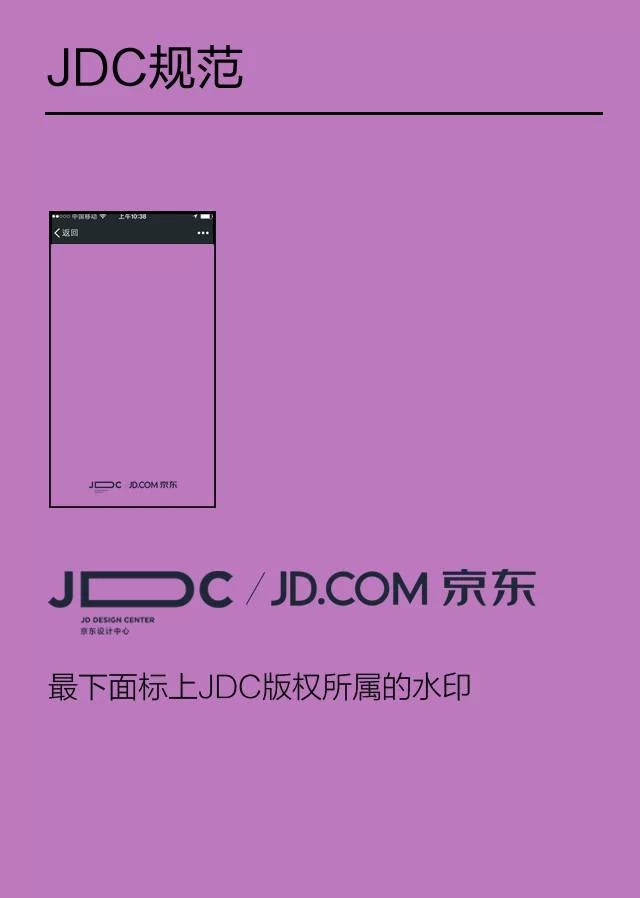 JDC规范
中国移动 上午10:38
返回
JDC JD.COM 京东
JDC / JD.COM 京东
JD DESIGN CENTER
京东设计中心
最下面标上JDC版权所属的水印